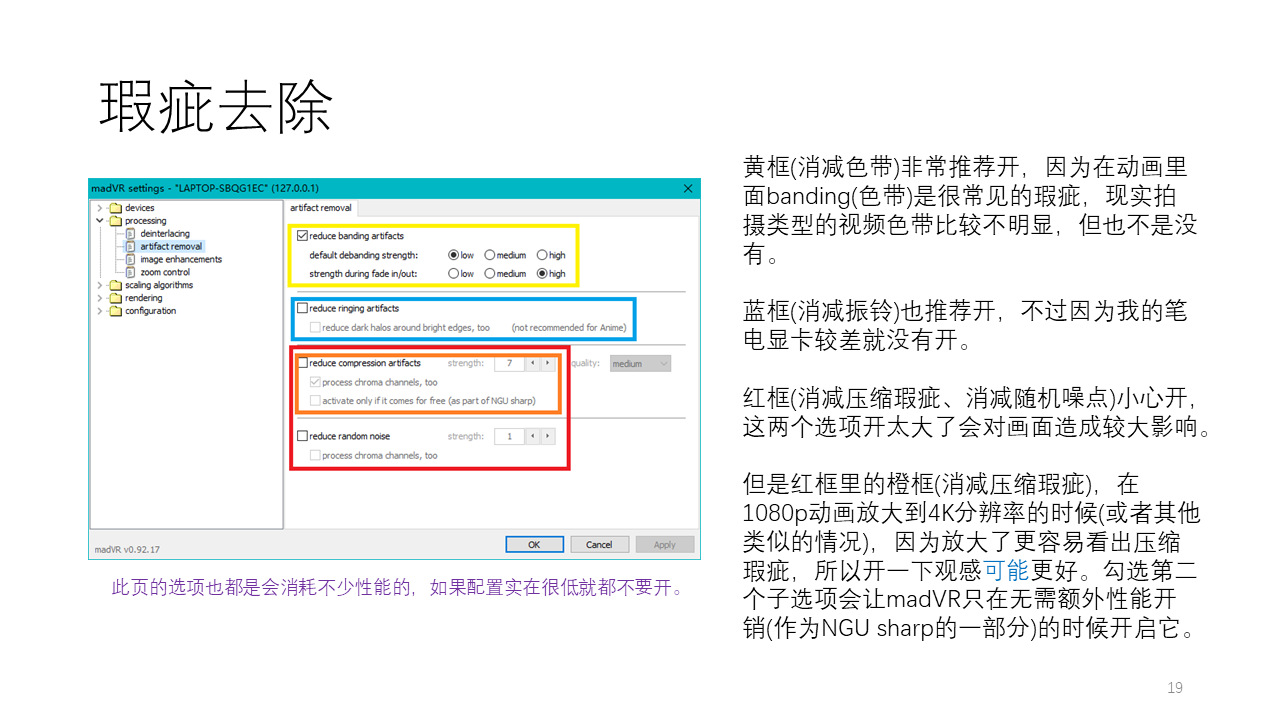 瑕疵去除
madVR settings - "LAPTOP-SBQG1EC" (127.0.0.1)
devices
processing
deinterlacing
artifact removal
image enhancements
zoom control
scaling algorithms
rendering
configuration
artifact removal
reduce banding artifacts
default debanding strength: low medium high
strength during fade in/out: low medium high
reduce ringing artifacts
reduce dark halos around bright edges, too (not recommended for Anime)
reduce compression artifacts strength: 7 quality: medium
process chroma channels, too
activate only if it comes for free (as part of NGU sharp)
reduce random noise strength: 1
process chroma channels, too
madVR v0.92.17
OK Cancel Apply
此页的选项也都是会消耗不少性能的，如果配置实在很低就都不要开。
黄框(消减色带)非常推荐开，因为在动画里
面banding(色带)是很常见的瑕疵，现实拍
摄类型的视频色带比较不明显，但也不是没
有。
蓝框(消减振铃)也推荐开，不过因为我的笔
电显卡较差就没有开。
红框(消减压缩瑕疵、消减随机噪点)小心开，
这两个选项开太大了会对画面造成较大影响。
但是红框里的橙框(消减压缩瑕疵)，在
1080p动画放大到4K分辨率的时候(或者其他
类似的情况)，因为放大了更容易看出压缩
瑕疵，所以开一下观感可能更好。勾选第二
个子选项会让madVR只在无需额外性能开
销(作为NGU sharp的一部分)的时候开启它。
19